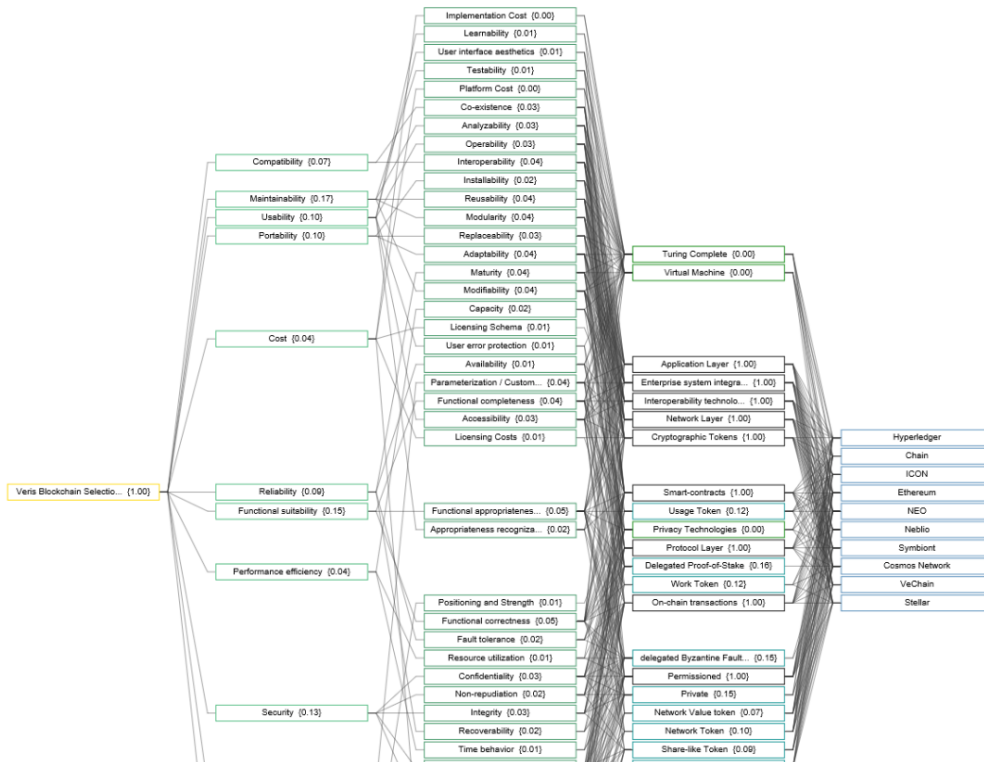 Veris Blockchain Selectio... {1.00}
Compatibility {0.07}
Maintainability {0.17}
Usability {0.10}
Portability {0.10}
Cost {0.04}
Reliability {0.09}
Functional suitability {0.15}
Performance efficiency {0.04}
Security {0.13}
Implementation Cost {0.00}
Learnability {0.01}
User interface aesthetics {0.01}
Testability {0.01}
Platform Cost {0.00}
Co-existence {0.03}
Analyzability {0.03}
Operability {0.03}
Interoperability {0.04}
Installability {0.02}
Reusability {0.04}
Modularity {0.04}
Replaceability {0.03}
Adaptability {0.04}
Maturity {0.04}
Modifiability {0.04}
Capacity {0.02}
Licensing Schema {0.01}
User error protection {0.01}
Availability {0.01}
Parameterization / Custom... {0.04}
Functional completeness {0.04}
Accessibility {0.03}
Licensing Costs {0.01}
Functional appropriatenes... {0.05}
Appropriateness recogniza... {0.02}
Positioning and Strength {0.01}
Functional correctness {0.05}
Fault tolerance {0.02}
Resource utilization {0.01}
Confidentiality {0.03}
Non-repudiation {0.02}
Integrity {0.03}
Recoverability {0.02}
Time behavior {0.01}
Turing Complete {0.00}
Virtual Machine {0.00}
Application Layer {1.00}
Enterprise system integra... {1.00}
Interoperability technolo... {1.00}
Network Layer {1.00}
Cryptographic Tokens {1.00}
Smart-contracts {1.00}
Usage Token {0.12}
Privacy Technologies {0.00}
Protocol Layer {1.00}
Delegated Proof-of-Stake {0.16}
Work Token {0.12}
On-chain transactions {1.00}
delegated Byzantine Fault... {0.15}
Permissioned {1.00}
Private {0.15}
Network Value token {0.07}
Network Token {0.10}
Share-like Token {0.09}
Hyperledger
Chain
ICON
Ethereum
NEO
Neblio
Symbiont
Cosmos Network
VeChain
Stellar